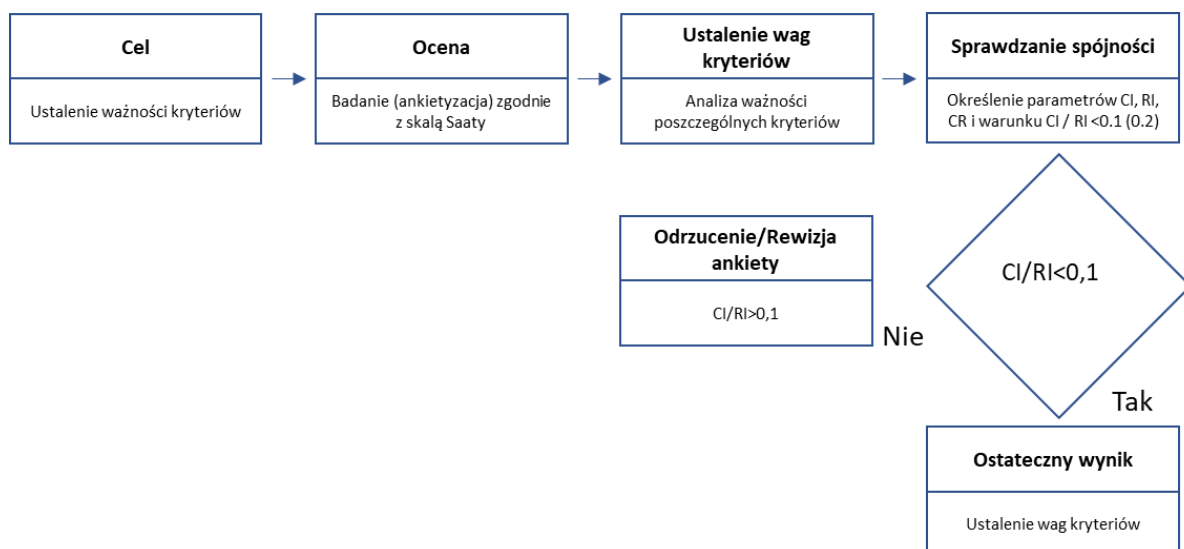 Cel
Ustalenie ważności kryteriów
Ocena
Badanie (ankietyzacja) zgodnie
z skalą Saaty
Ustalenie wag
kryteriów
Analiza ważności
poszczególnych kryteriów
Sprawdzanie spójności
Określenie parametrów CI, RI,
CR i warunku CI / RI <0.1 (0.2)
Odrzucenie/Rewizja
ankiety
CI/RI>0,1
CI/RI<0,1
Nie
Tak
Ostateczny wynik
Ustalenie wag kryteriów